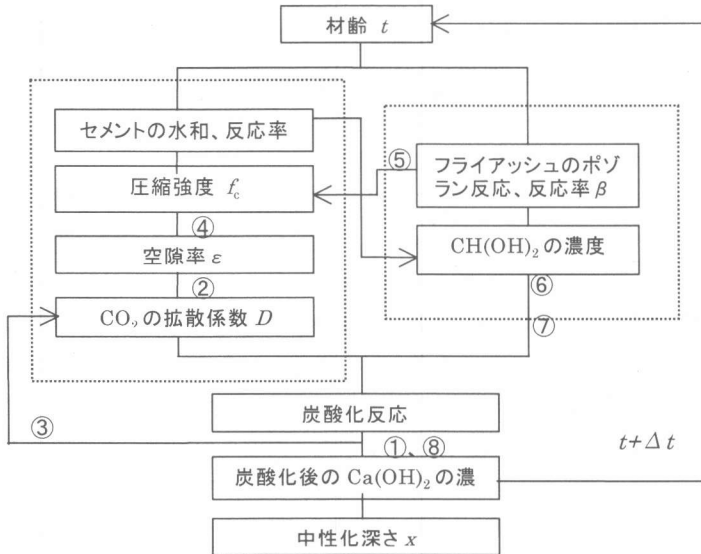 材齢 t
セメントの水和、反応率
⑤
フライアッシュのポゾ
ラン反応、反応率 β
圧縮強度 fc
④
CH(OH)2 の濃度
空隙率 ε
②
⑥
CO2 の拡散係数 D
⑦
炭酸化反応
③
①、⑧
t+Δt
炭酸化後の Ca(OH)2 の濃
中性化深さ x